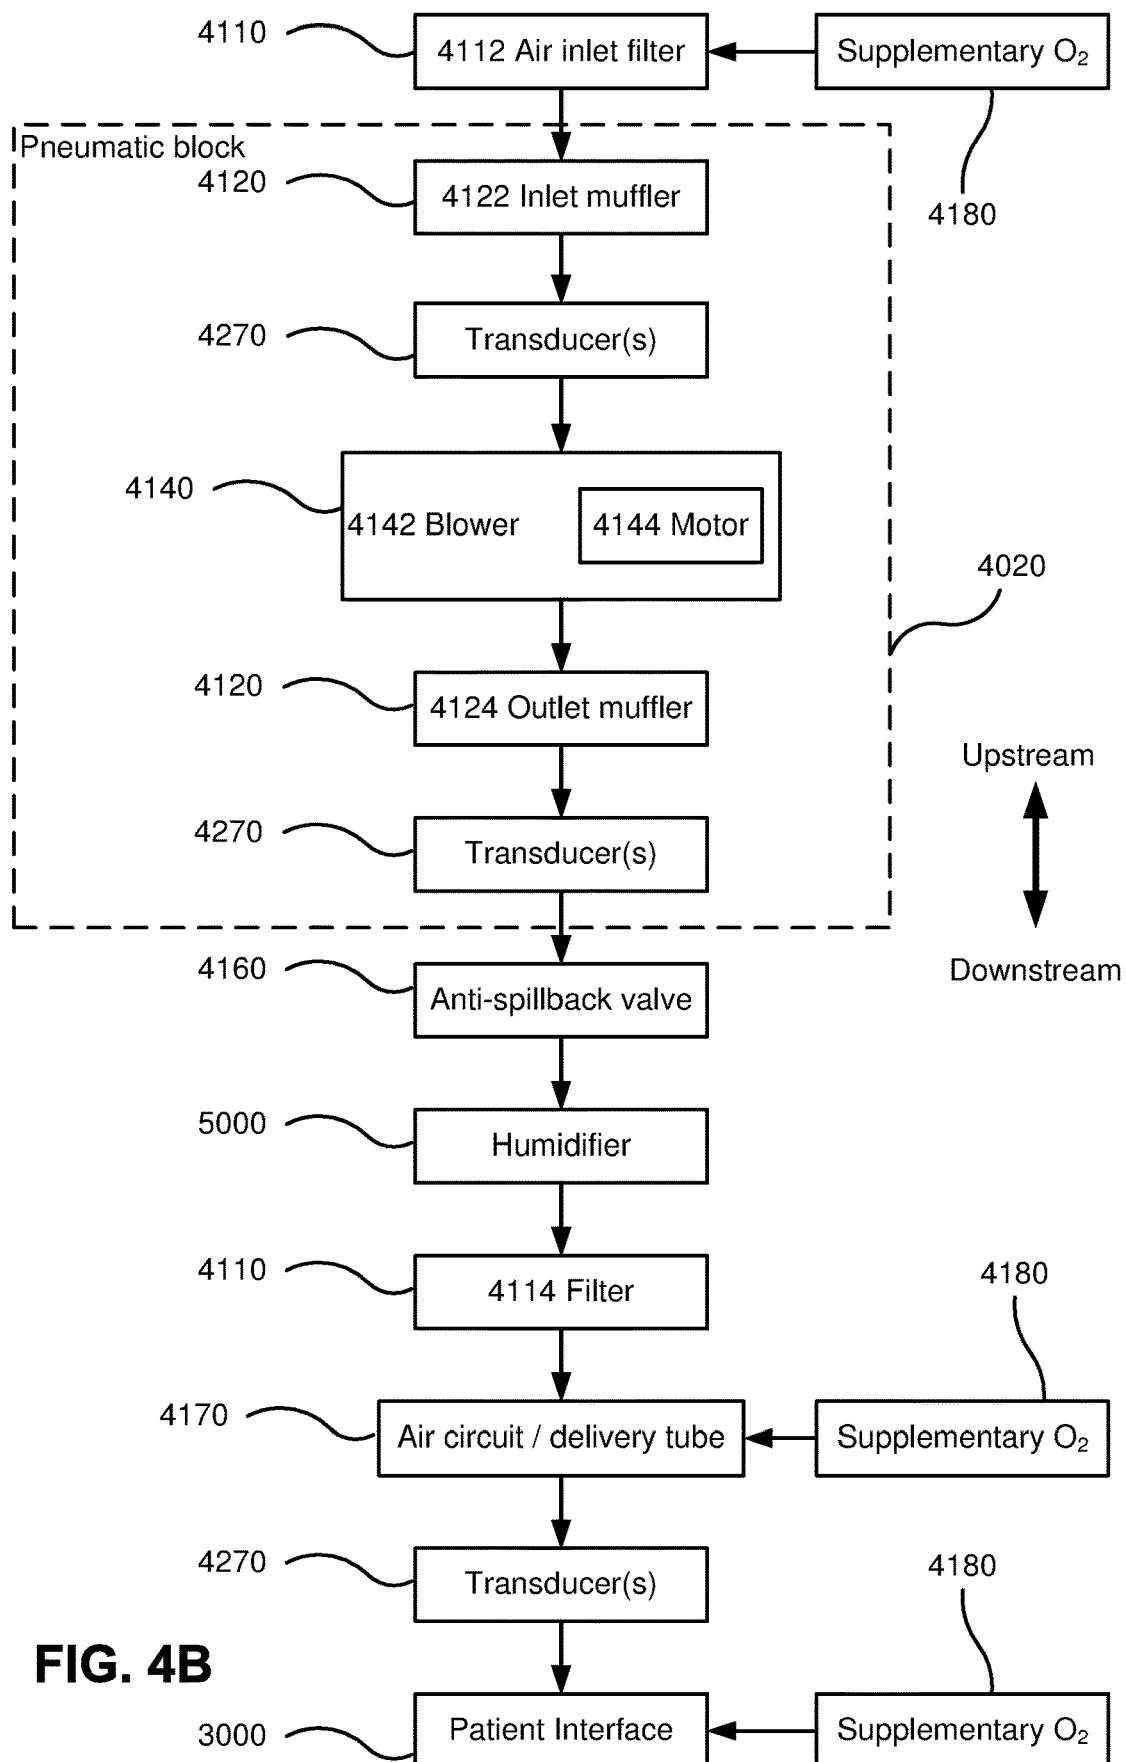 4110
4112 Air inlet filter
Supplementary O₂
Pneumatic block
4120
4122 Inlet muffler
4180
4270
Transducer(s)
4140
4142 Blower
4144 Motor
4020
4120
4124 Outlet muffler
Upstream
4270
Transducer(s)
4160
Anti-spillback valve
Downstream
5000
Humidifier
4110
4114 Filter
4180
4170
Air circuit / delivery tube
Supplementary O₂
4270
Transducer(s)
4180
FIG. 4B
3000
Patient Interface
Supplementary O₂